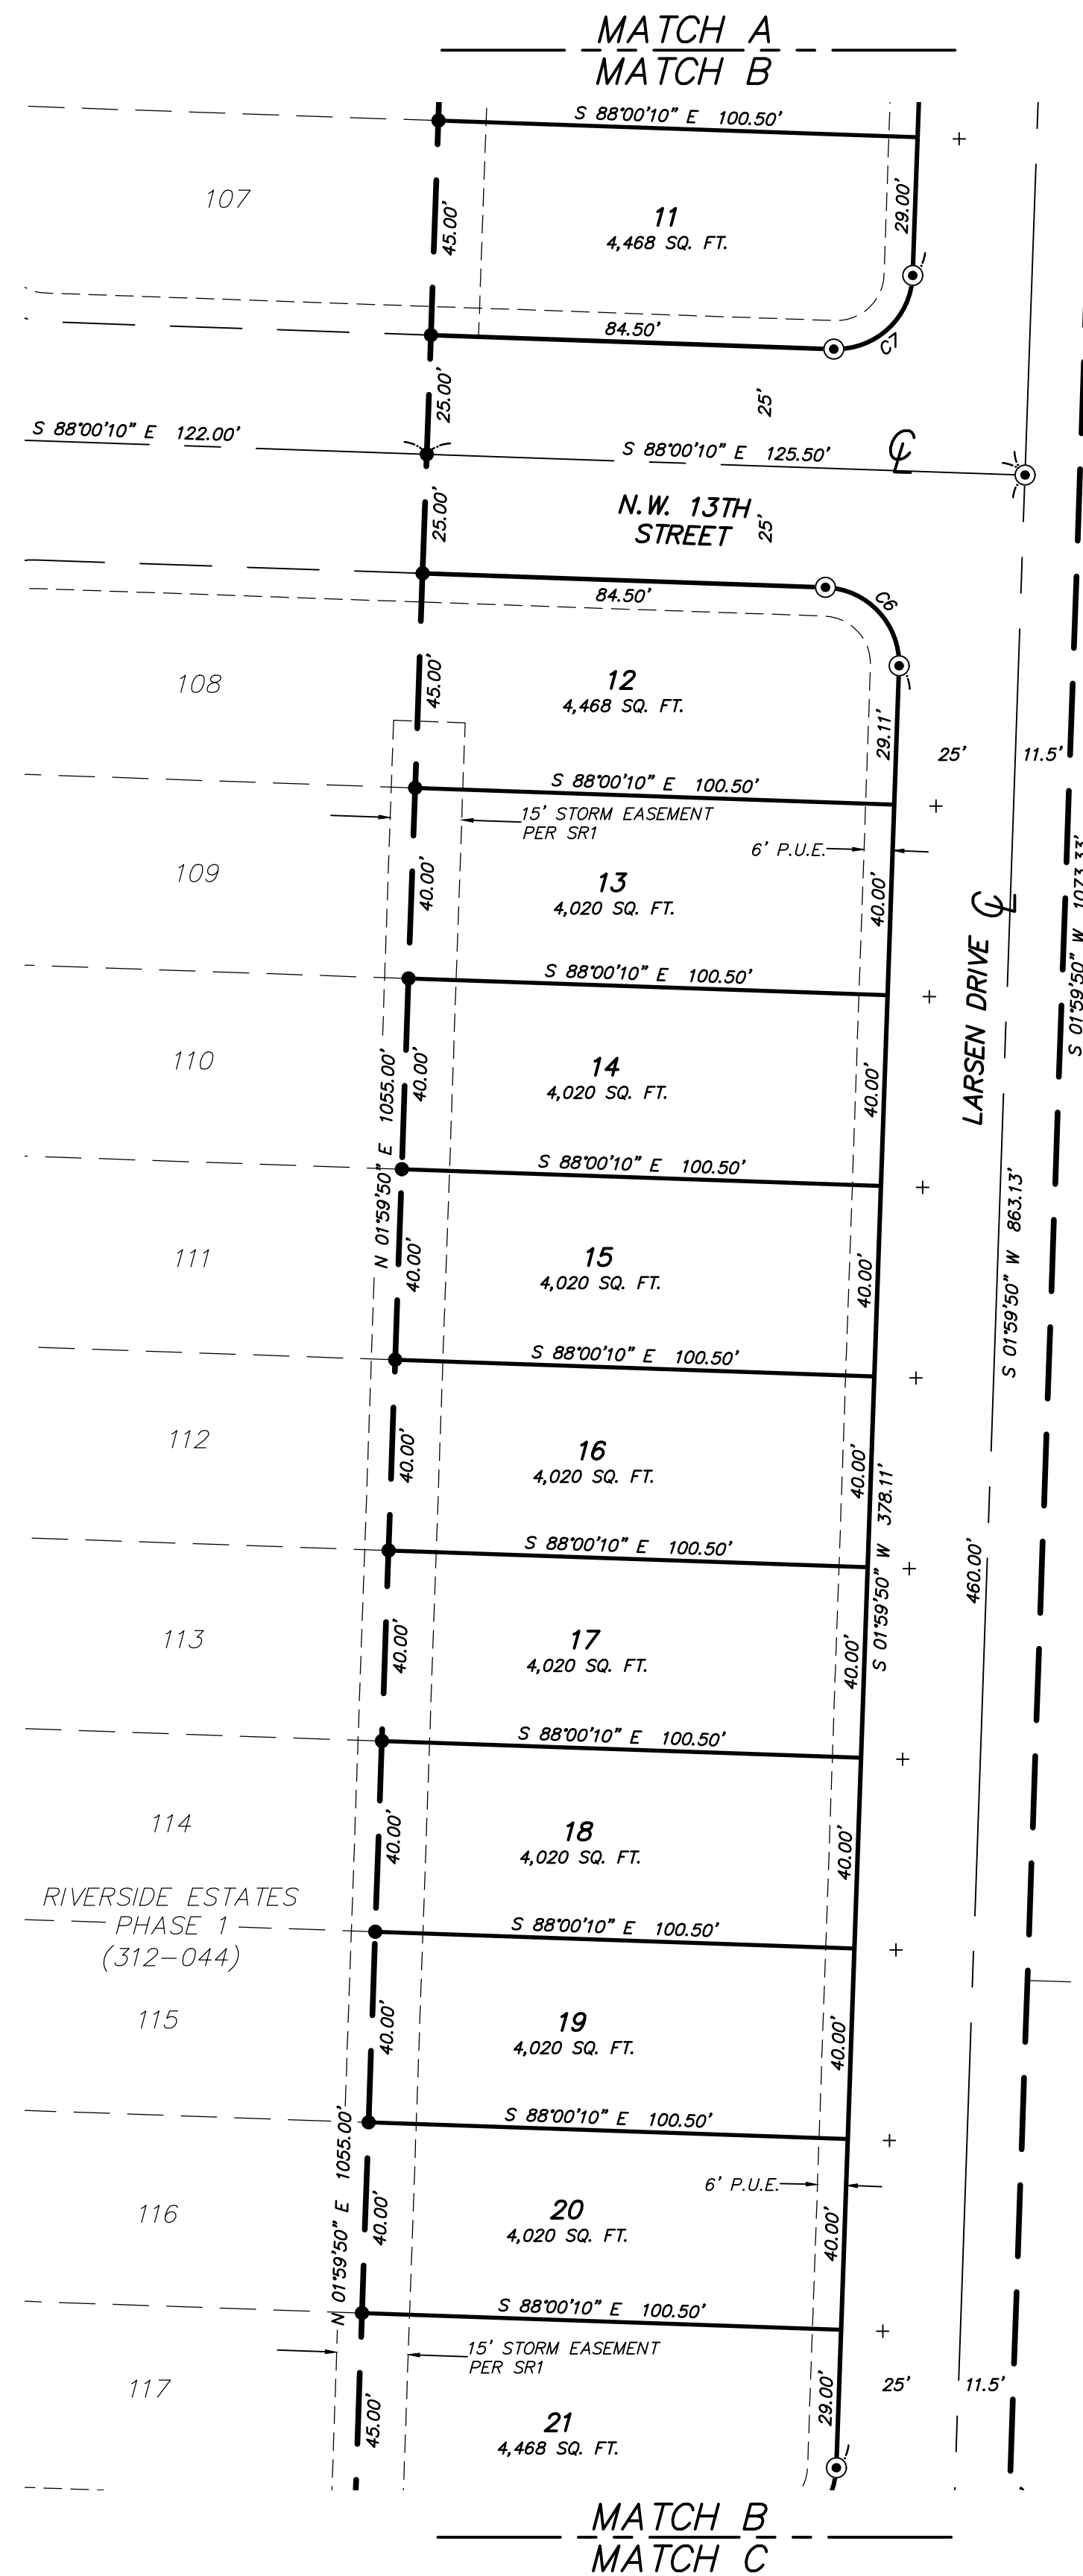 MATCH A
MATCH B
S 88°00'10" E 100.50'
107
45.00'
11
4,468 SQ. FT.
29.00'
84.50'
C7
25.00'
25'
S 88°00'10" E 122.00'
S 88°00'10" E 125.50'
CL
25.00'
N.W. 13TH
STREET
25'
84.50'
C6
108
45.00'
12
4,468 SQ. FT.
29.11'
25'
11.5'
S 88°00'10" E 100.50'
15' STORM EASEMENT
PER SR1
6' P.U.E.
109
40.00'
13
4,020 SQ. FT.
40.00'
LARSEN DRIVE CL
S 01°59'50" W 1073.33'
S 88°00'10" E 100.50'
110
N 01°59'50" E 1055.00'
40.00'
14
4,020 SQ. FT.
40.00'
S 88°00'10" E 100.50'
S 01°59'50" W 863.13'
111
40.00'
15
4,020 SQ. FT.
40.00'
S 88°00'10" E 100.50'
112
40.00'
16
4,020 SQ. FT.
40.00'
S 01°59'50" W 378.11'
460.00'
S 88°00'10" E 100.50'
113
40.00'
17
4,020 SQ. FT.
40.00'
S 88°00'10" E 100.50'
114
40.00'
18
4,020 SQ. FT.
40.00'
RIVERSIDE ESTATES
PHASE 1
(312-044)
S 88°00'10" E 100.50'
115
40.00'
19
4,020 SQ. FT.
40.00'
S 88°00'10" E 100.50'
N 01°59'50" E 1055.00'
6' P.U.E.
116
40.00'
20
4,020 SQ. FT.
40.00'
S 88°00'10" E 100.50'
15' STORM EASEMENT
PER SR1
117
45.00'
21
4,468 SQ. FT.
29.00'
25'
11.5'
MATCH B
MATCH C